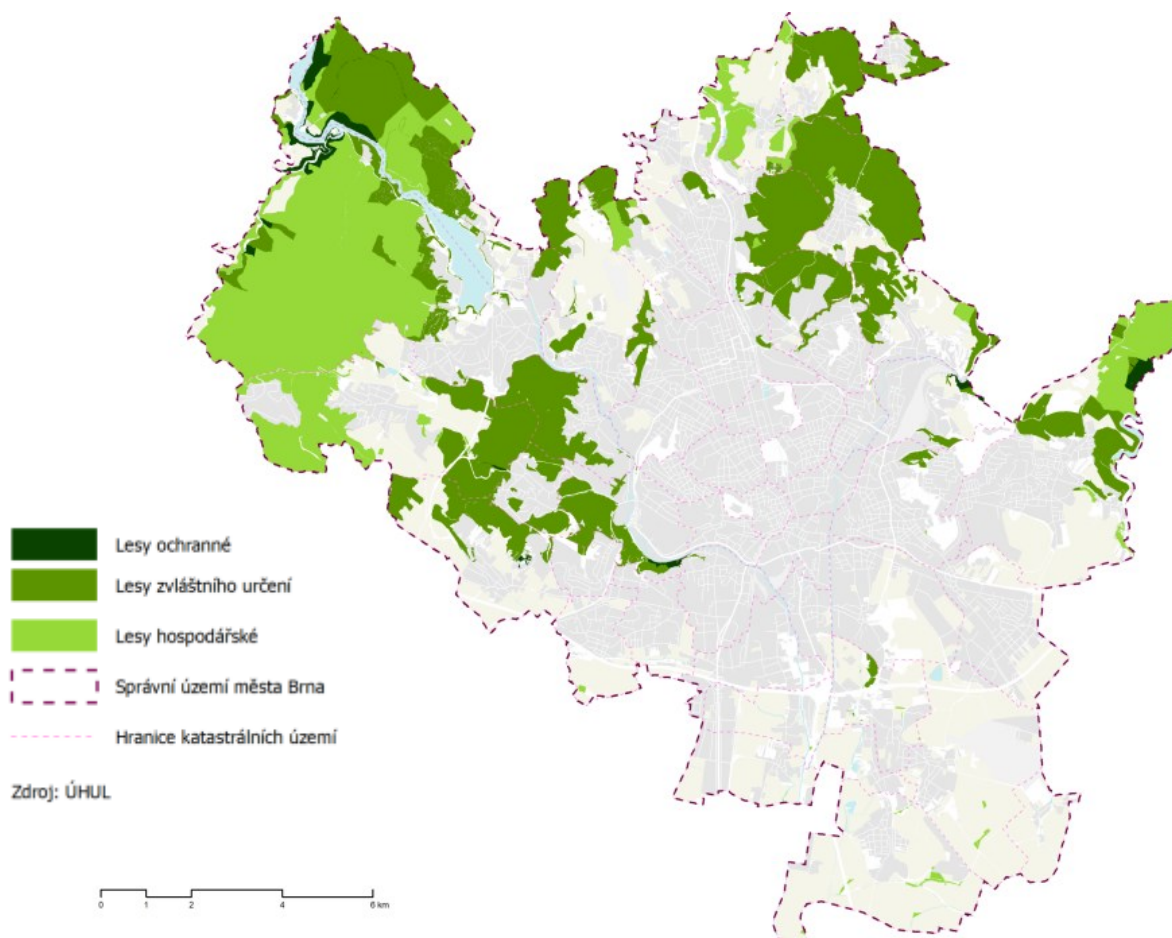 Lesy ochranné
Lesy zvláštního určení
Lesy hospodářské
Správní území města Brna
Hranice katastrálních území
Zdroj: ÚHUL
0 1 2 4 6 km